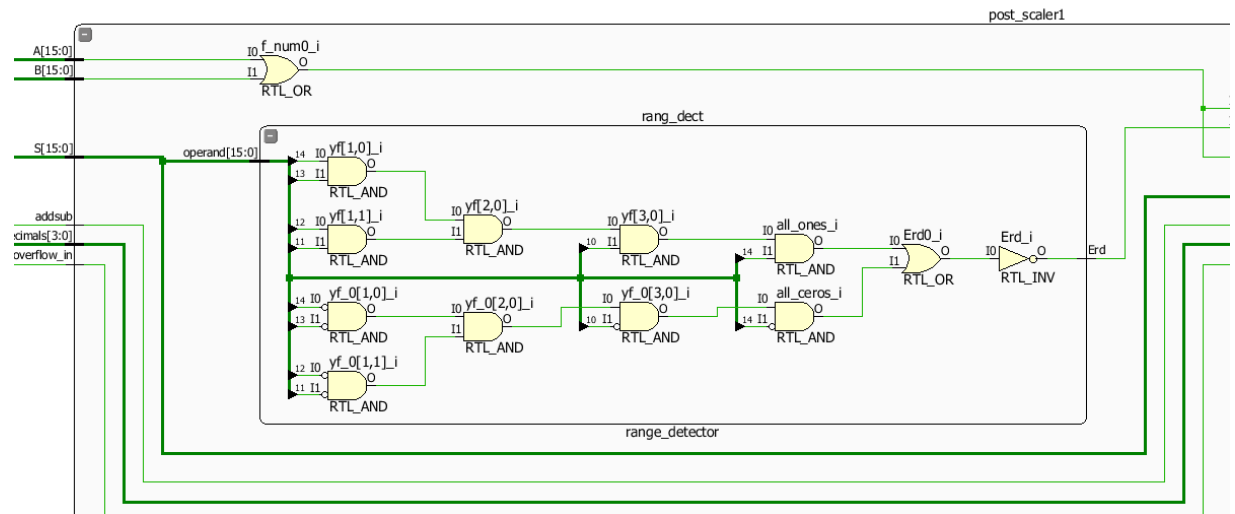 post_scaler1
A[15:0]
B[15:0]
I0 f_num0_i
I1 O
RTL_OR
rang_dect
S[15:0]
operand[15:0]
14 I0 yf[1,0]_i
13 I1 O
RTL_AND
12 I0 yf[1,1]_i
11 I1 O
RTL_AND
I0 yf[2,0]_i
I1 O
RTL_AND
I0 yf[3,0]_i
10 I1 O
RTL_AND
I0 all_ones_i
14 I1 O
RTL_AND
I0 Erd0_i
I1 O
RTL_OR
I0 Erd_i
O
RTL_INV
Erd
addsub
ecimals[3:0]
overflow_in
14 I0 yf_0[1,0]_i
13 I1 O
RTL_AND
12 I0 yf_0[1,1]_i
11 I1 O
RTL_AND
I0 yf_0[2,0]_i
I1 O
RTL_AND
I0 yf_0[3,0]_i
10 I1 O
RTL_AND
I0 all_ceros_i
14 I1 O
RTL_AND
range_detector